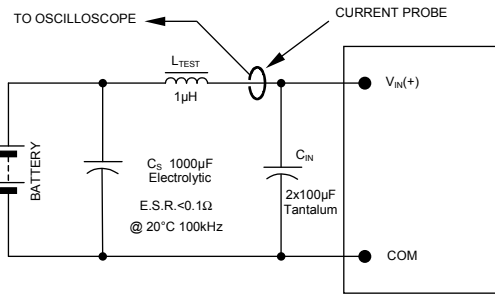 TO OSCILLOSCOPE
CURRENT PROBE
LTEST
1µH
VIN(+)
BATTERY
CS 1000µF
Electrolytic
E.S.R.<0.1Ω
@ 20°C 100kHz
CIN
2x100µF
Tantalum
COM